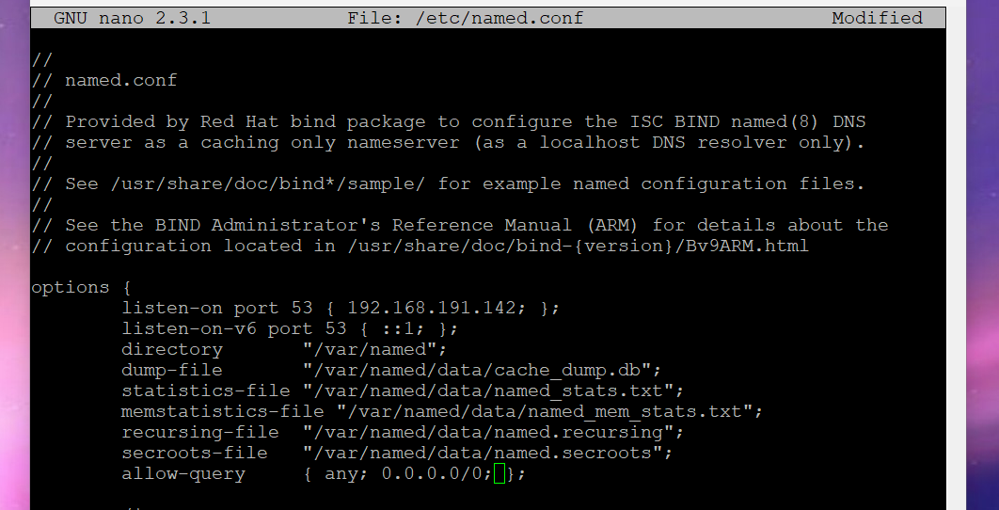 GNU nano 2.3.1 File: /etc/named.conf Modified
//
// named.conf
//
// Provided by Red Hat bind package to configure the ISC BIND named(8) DNS
// server as a caching only nameserver (as a localhost DNS resolver only).
//
// See /usr/share/doc/bind*/sample/ for example named configuration files.
//
// See the BIND Administrator's Reference Manual (ARM) for details about the
// configuration located in /usr/share/doc/bind-{version}/Bv9ARM.html
options {
listen-on port 53 { 192.168.191.142; };
listen-on-v6 port 53 { ::1; };
directory "/var/named";
dump-file "/var/named/data/cache_dump.db";
statistics-file "/var/named/data/named_stats.txt";
memstatistics-file "/var/named/data/named_mem_stats.txt";
recursing-file "/var/named/data/named.recursing";
secroots-file "/var/named/data/named.secroots";
allow-query { any; 0.0.0.0/0; };